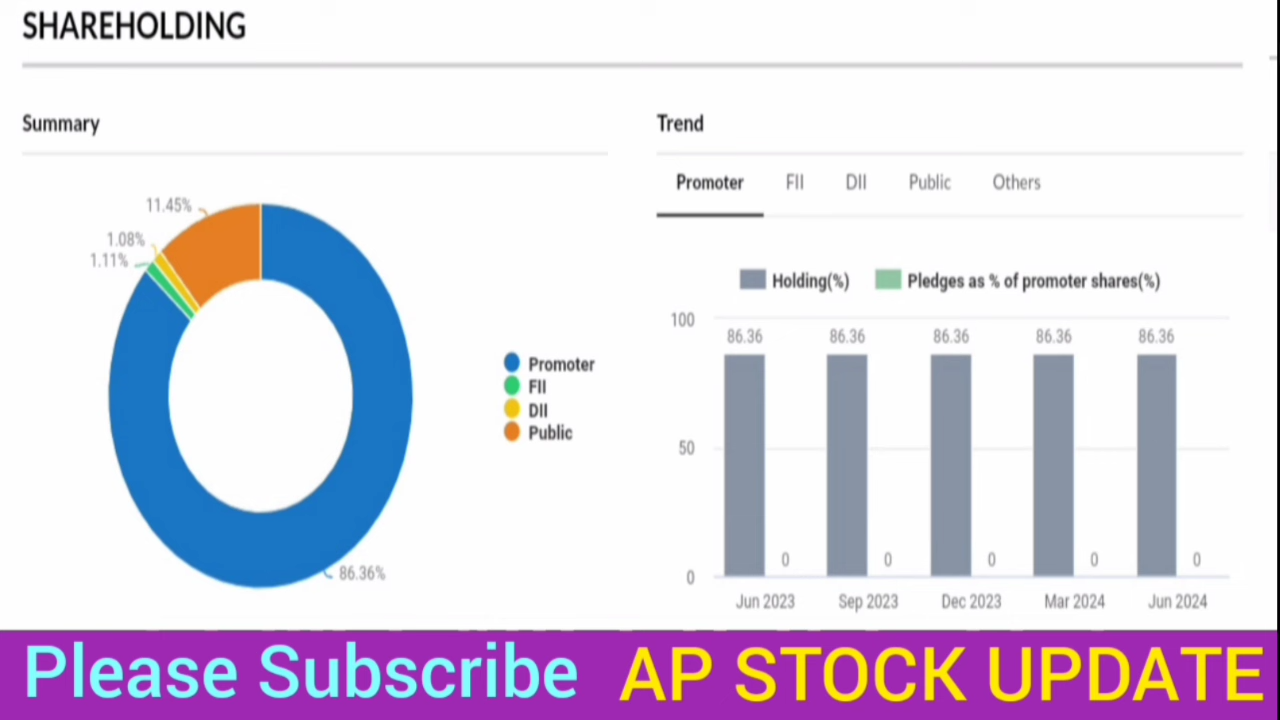 SHAREHOLDING
Summary
11.45%
1.08%
1.11%
86.36%
Promoter
FII
DII
Public
Trend
Promoter FII DII Public Others
Holding(%) Pledges as % of promoter shares(%)
100
86.36 86.36 86.36 86.36 86.36
50
0 0 0 0 0
0
Jun 2023 Sep 2023 Dec 2023 Mar 2024 Jun 2024
Please Subscribe AP STOCK UPDATE